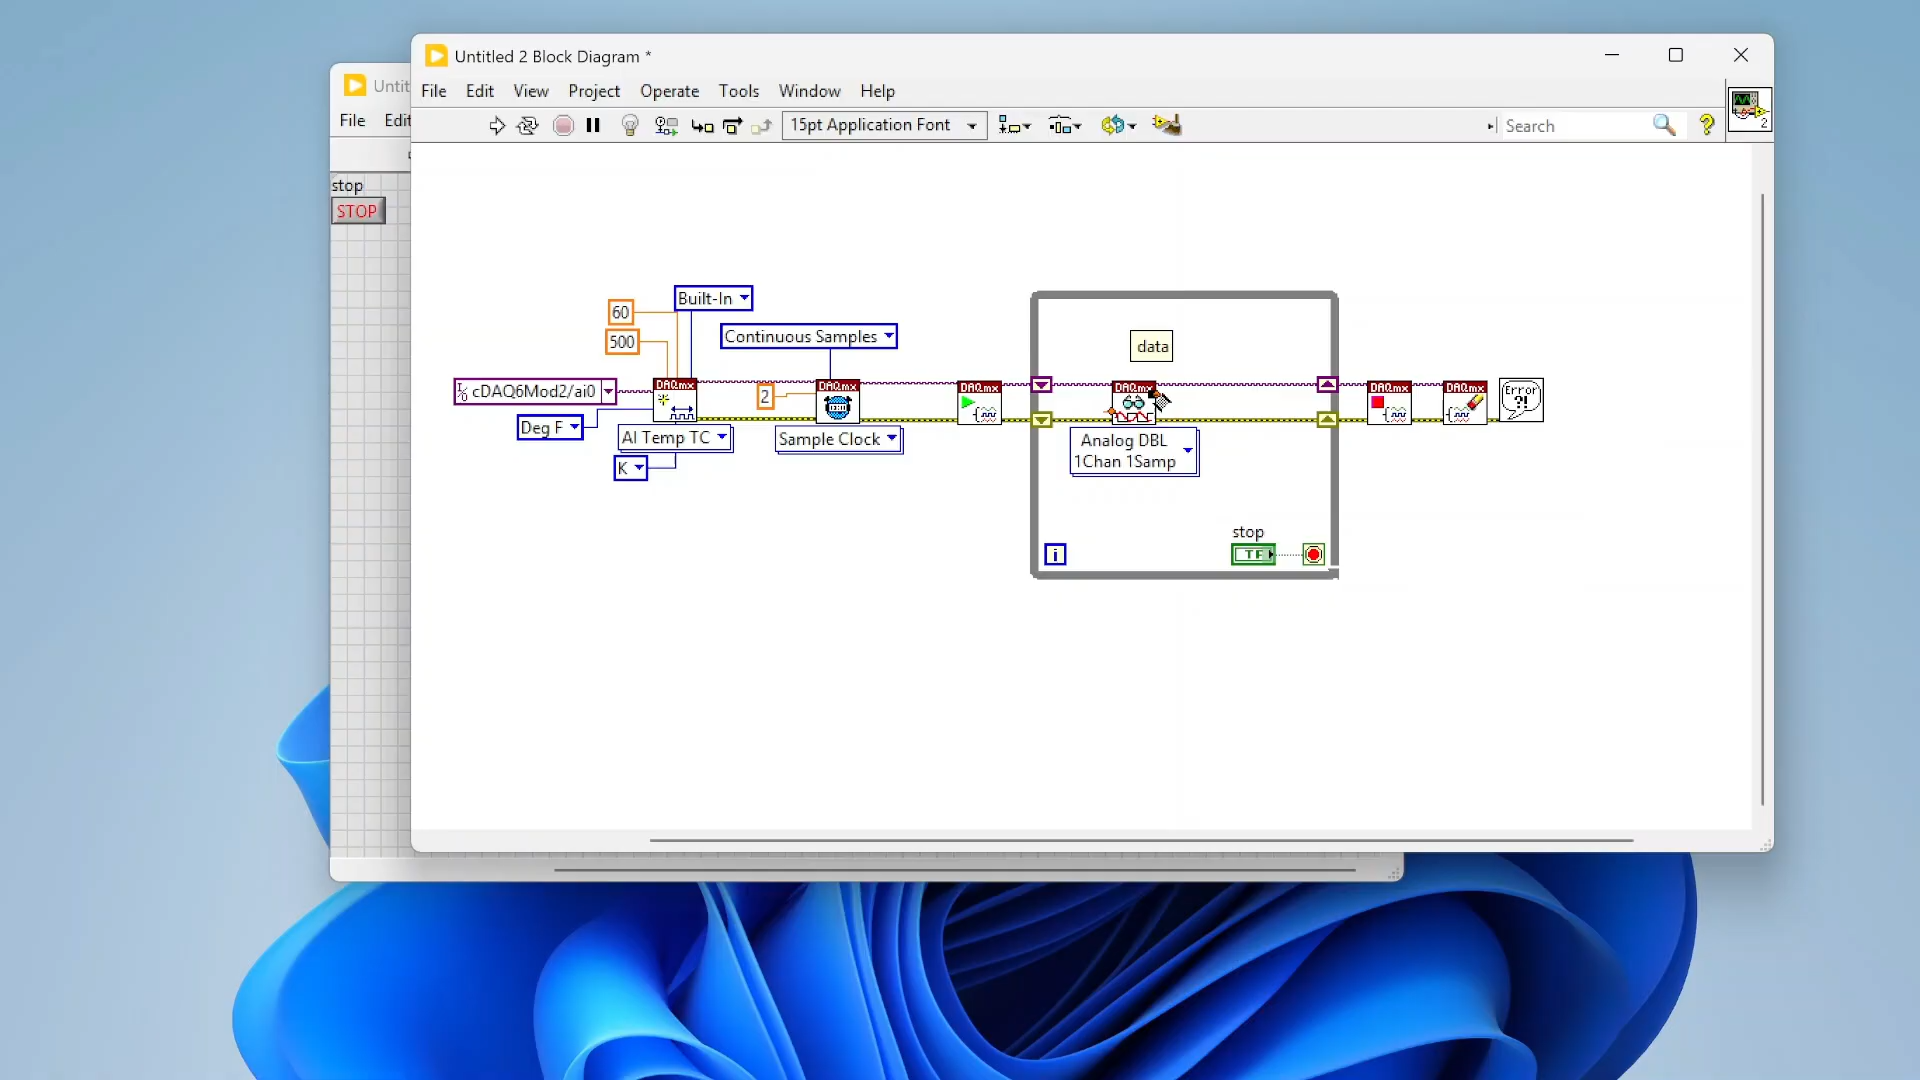 Untitled 2 Block Diagram *
File Edit View Project Operate Tools Window Help
15pt Application Font
Search
?
2
Untit
File Edit
stop
STOP
Built-In
60
500
Continuous Samples
cDAQ6Mod2/ai0
Deg F
DAQmx
AI Temp TC
K
2
DAQmx
Sample Clock
DAQmx
data
DAQmx
Analog DBL
1Chan 1Samp
i
stop
TF
DAQmx
DAQmx
Error
?!